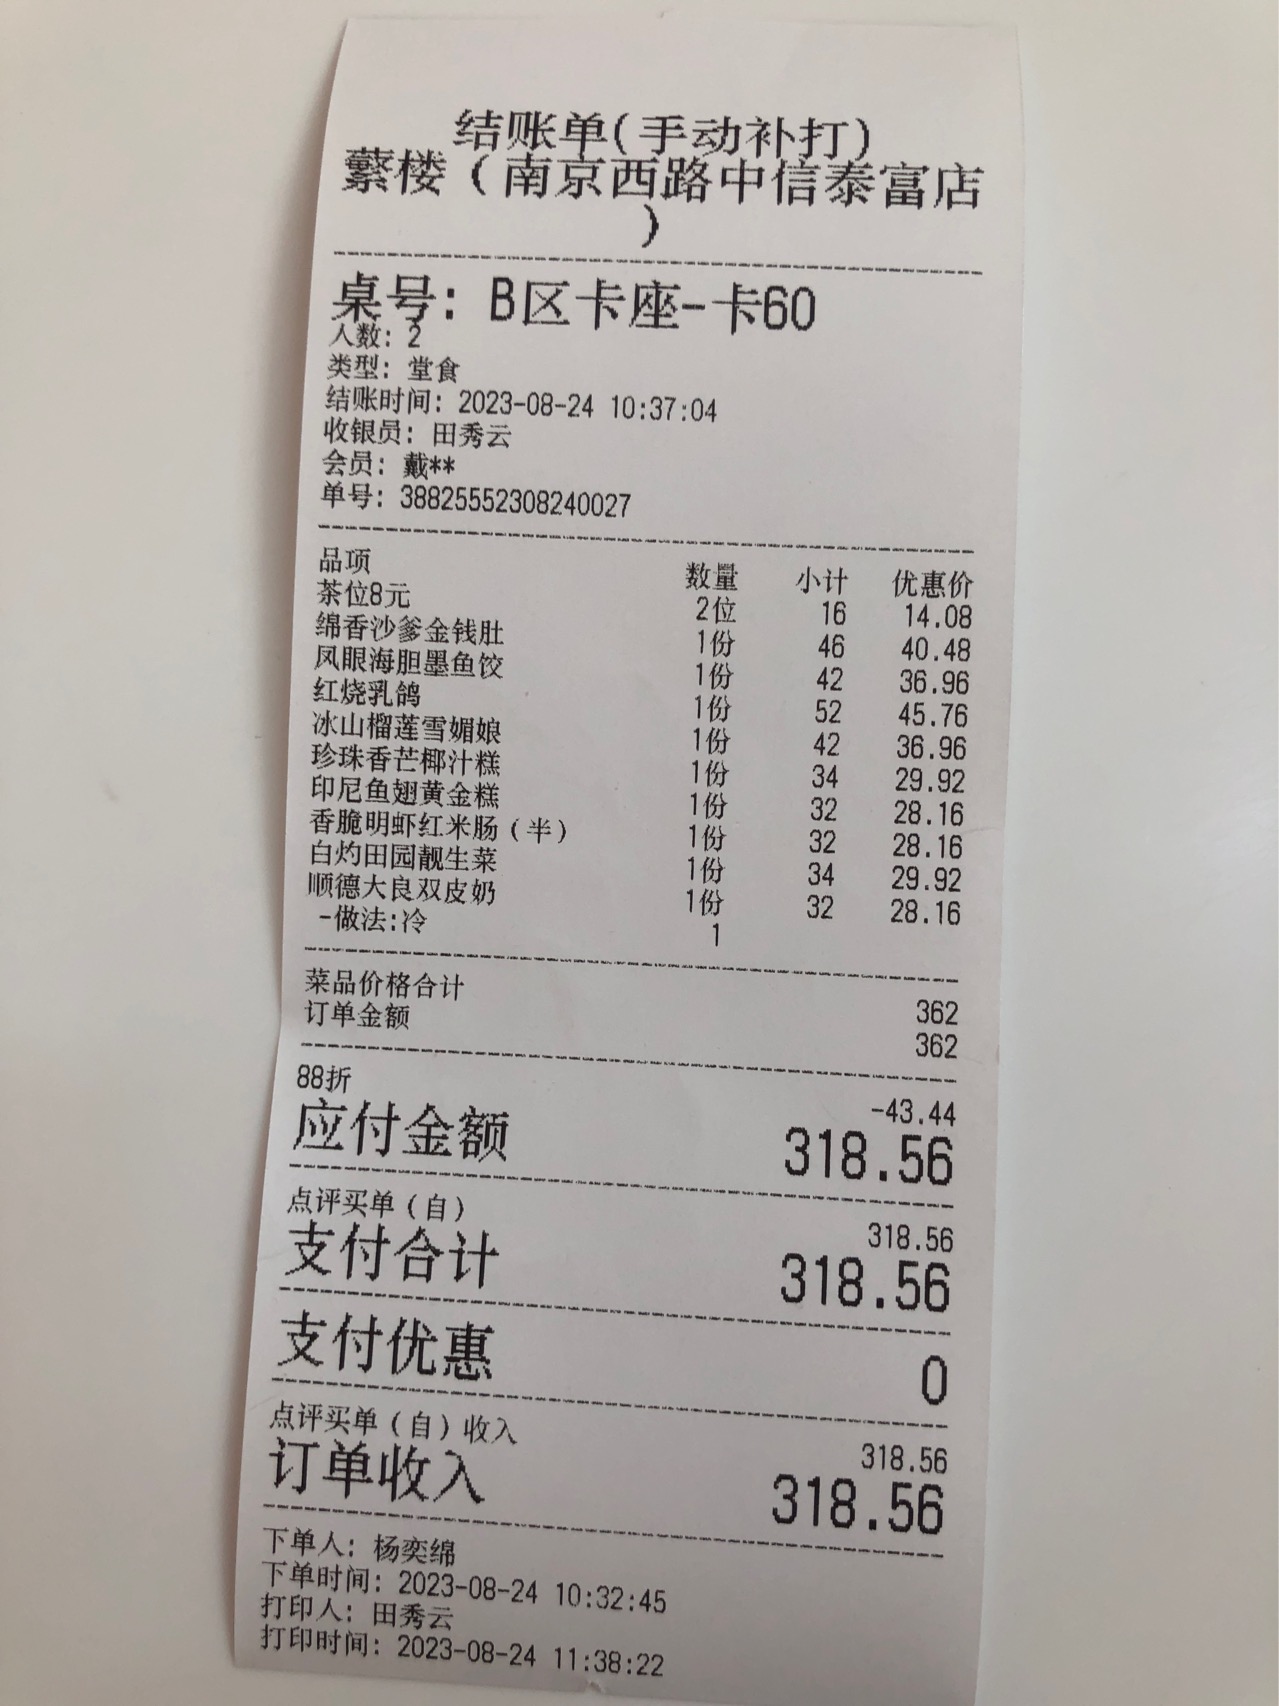 结账单(手动补打)
蘩楼（南京西路中信泰富店
）
桌号: B区卡座-卡60
人数: 2
类型: 堂食
结账时间: 2023-08-24 10:37:04
收银员: 田秀云
会员: 戴**
单号: 38825552308240027
品项 数量 小计 优惠价
茶位8元 2位 16 14.08
绵香沙爹金钱肚 1份 46 40.48
凤眼海胆墨鱼饺 1份 42 36.96
红烧乳鸽 1份 52 45.76
冰山榴莲雪媚娘 1份 42 36.96
珍珠香芒椰汁糕 1份 34 29.92
印尼鱼翅黄金糕 1份 32 28.16
香脆明虾红米肠（半） 1份 32 28.16
白灼田园靓生菜 1份 34 29.92
顺德大良双皮奶 1份 32 28.16
-做法:冷 1
菜品价格合计 362
订单金额 362
88折 -43.44
应付金额 318.56
点评买单（自） 318.56
支付合计 318.56
支付优惠 0
点评买单（自）收入 318.56
订单收入 318.56
下单人: 杨奕绵
下单时间: 2023-08-24 10:32:45
打印人: 田秀云
打印时间: 2023-08-24 11:38:22